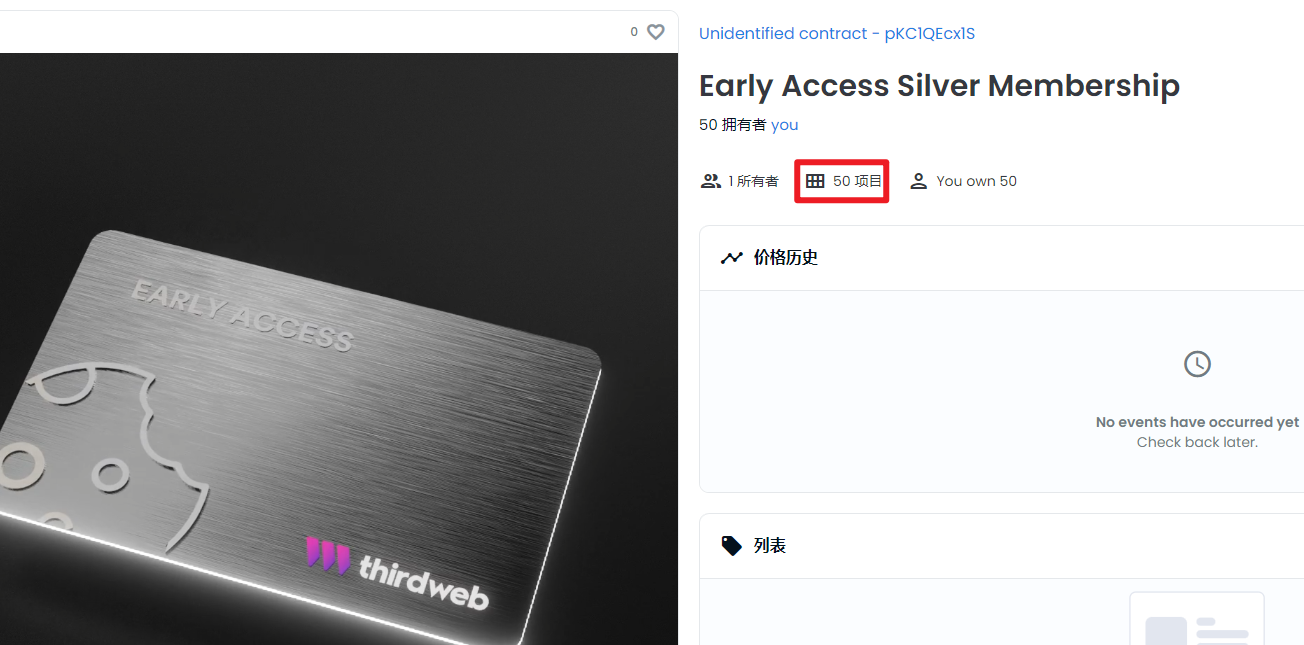 0
Unidentified contract - pKC1QEcx1S
Early Access Silver Membership
50 拥有者 you
1 所有者 50 项目 You own 50
价格历史
No events have occurred yet
Check back later.
列表
EARLY ACCESS
thirdweb